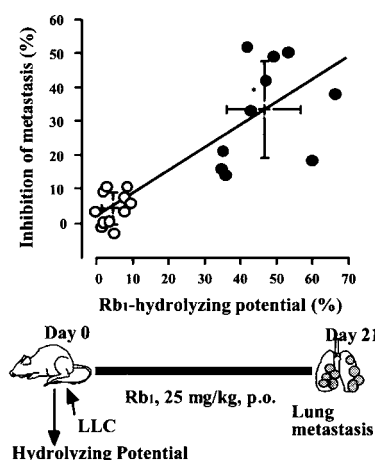 Inhibition of metastasis (%)
60
50
40
30
20
10
0
0 10 20 30 40 50 60 70
Rb1-hydrolyzing potential (%)
Day 0
Day 21
LLC
Rb1, 25 mg/kg, p.o.
Lung
metastasis
Hydrolyzing Potential